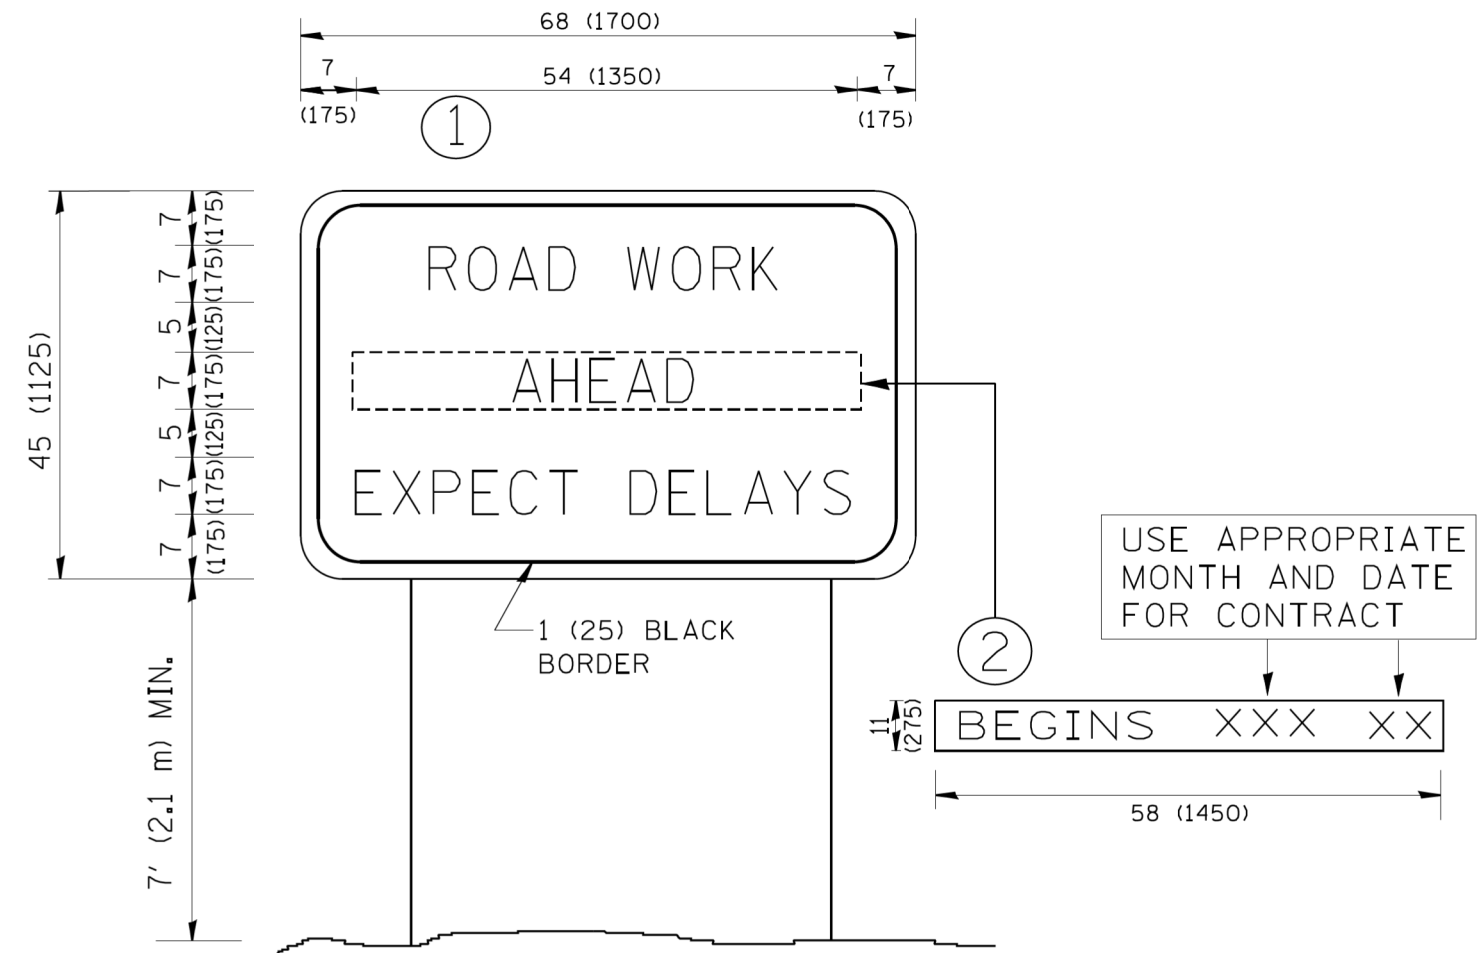 68 (1700)
7 54 (1350) 7
(175) (175)
1
7 (175)
7 (175)
5 (125)
7 (175)
5 (125)
7 (175)
7 (175)
45 (1125)
ROAD WORK
AHEAD
EXPECT DELAYS
1 (25) BLACK
BORDER
7' (2.1 m) MIN.
USE APPROPRIATE
MONTH AND DATE
FOR CONTRACT
2
11
(275)
BEGINS XXX XX
58 (1450)